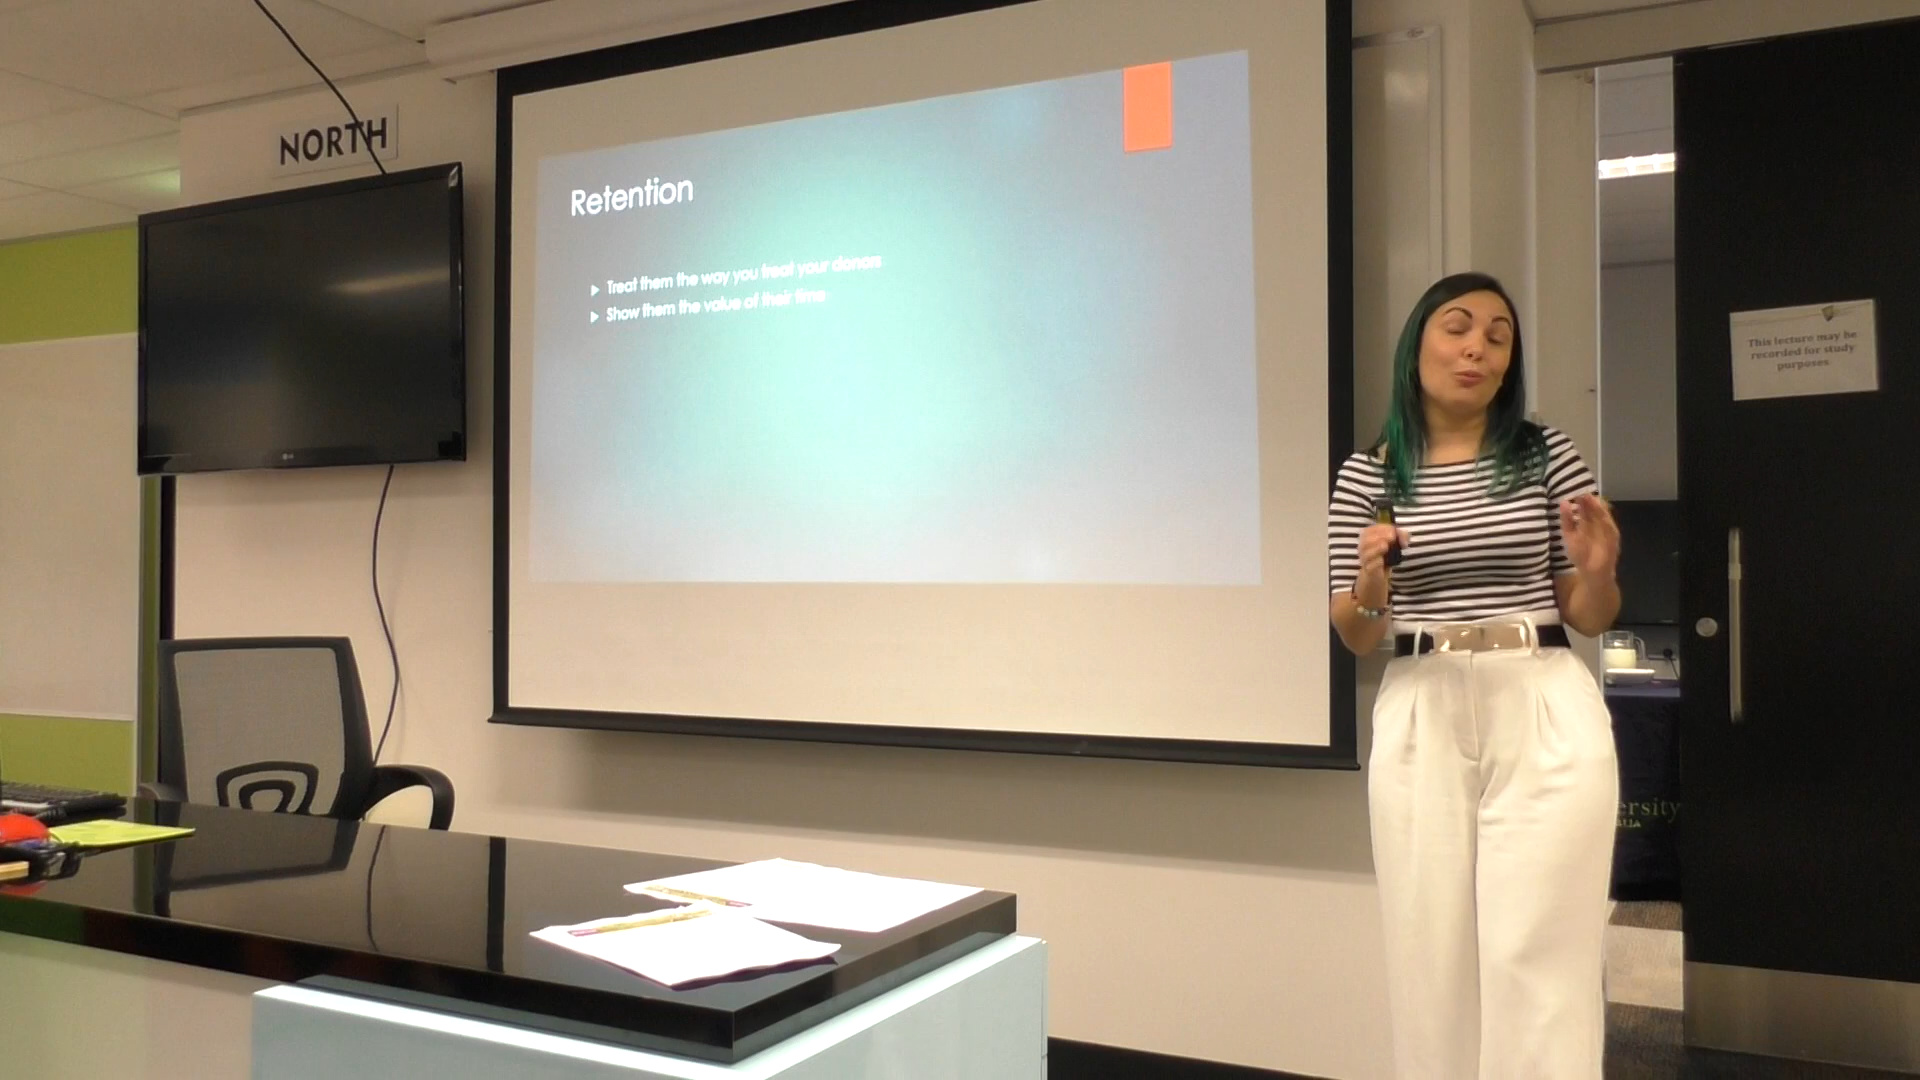 NORTH
Retention
Treat them the way you treat your donors
Show them the value of their time
This lecture may be
recorded for study
purposes
ersity